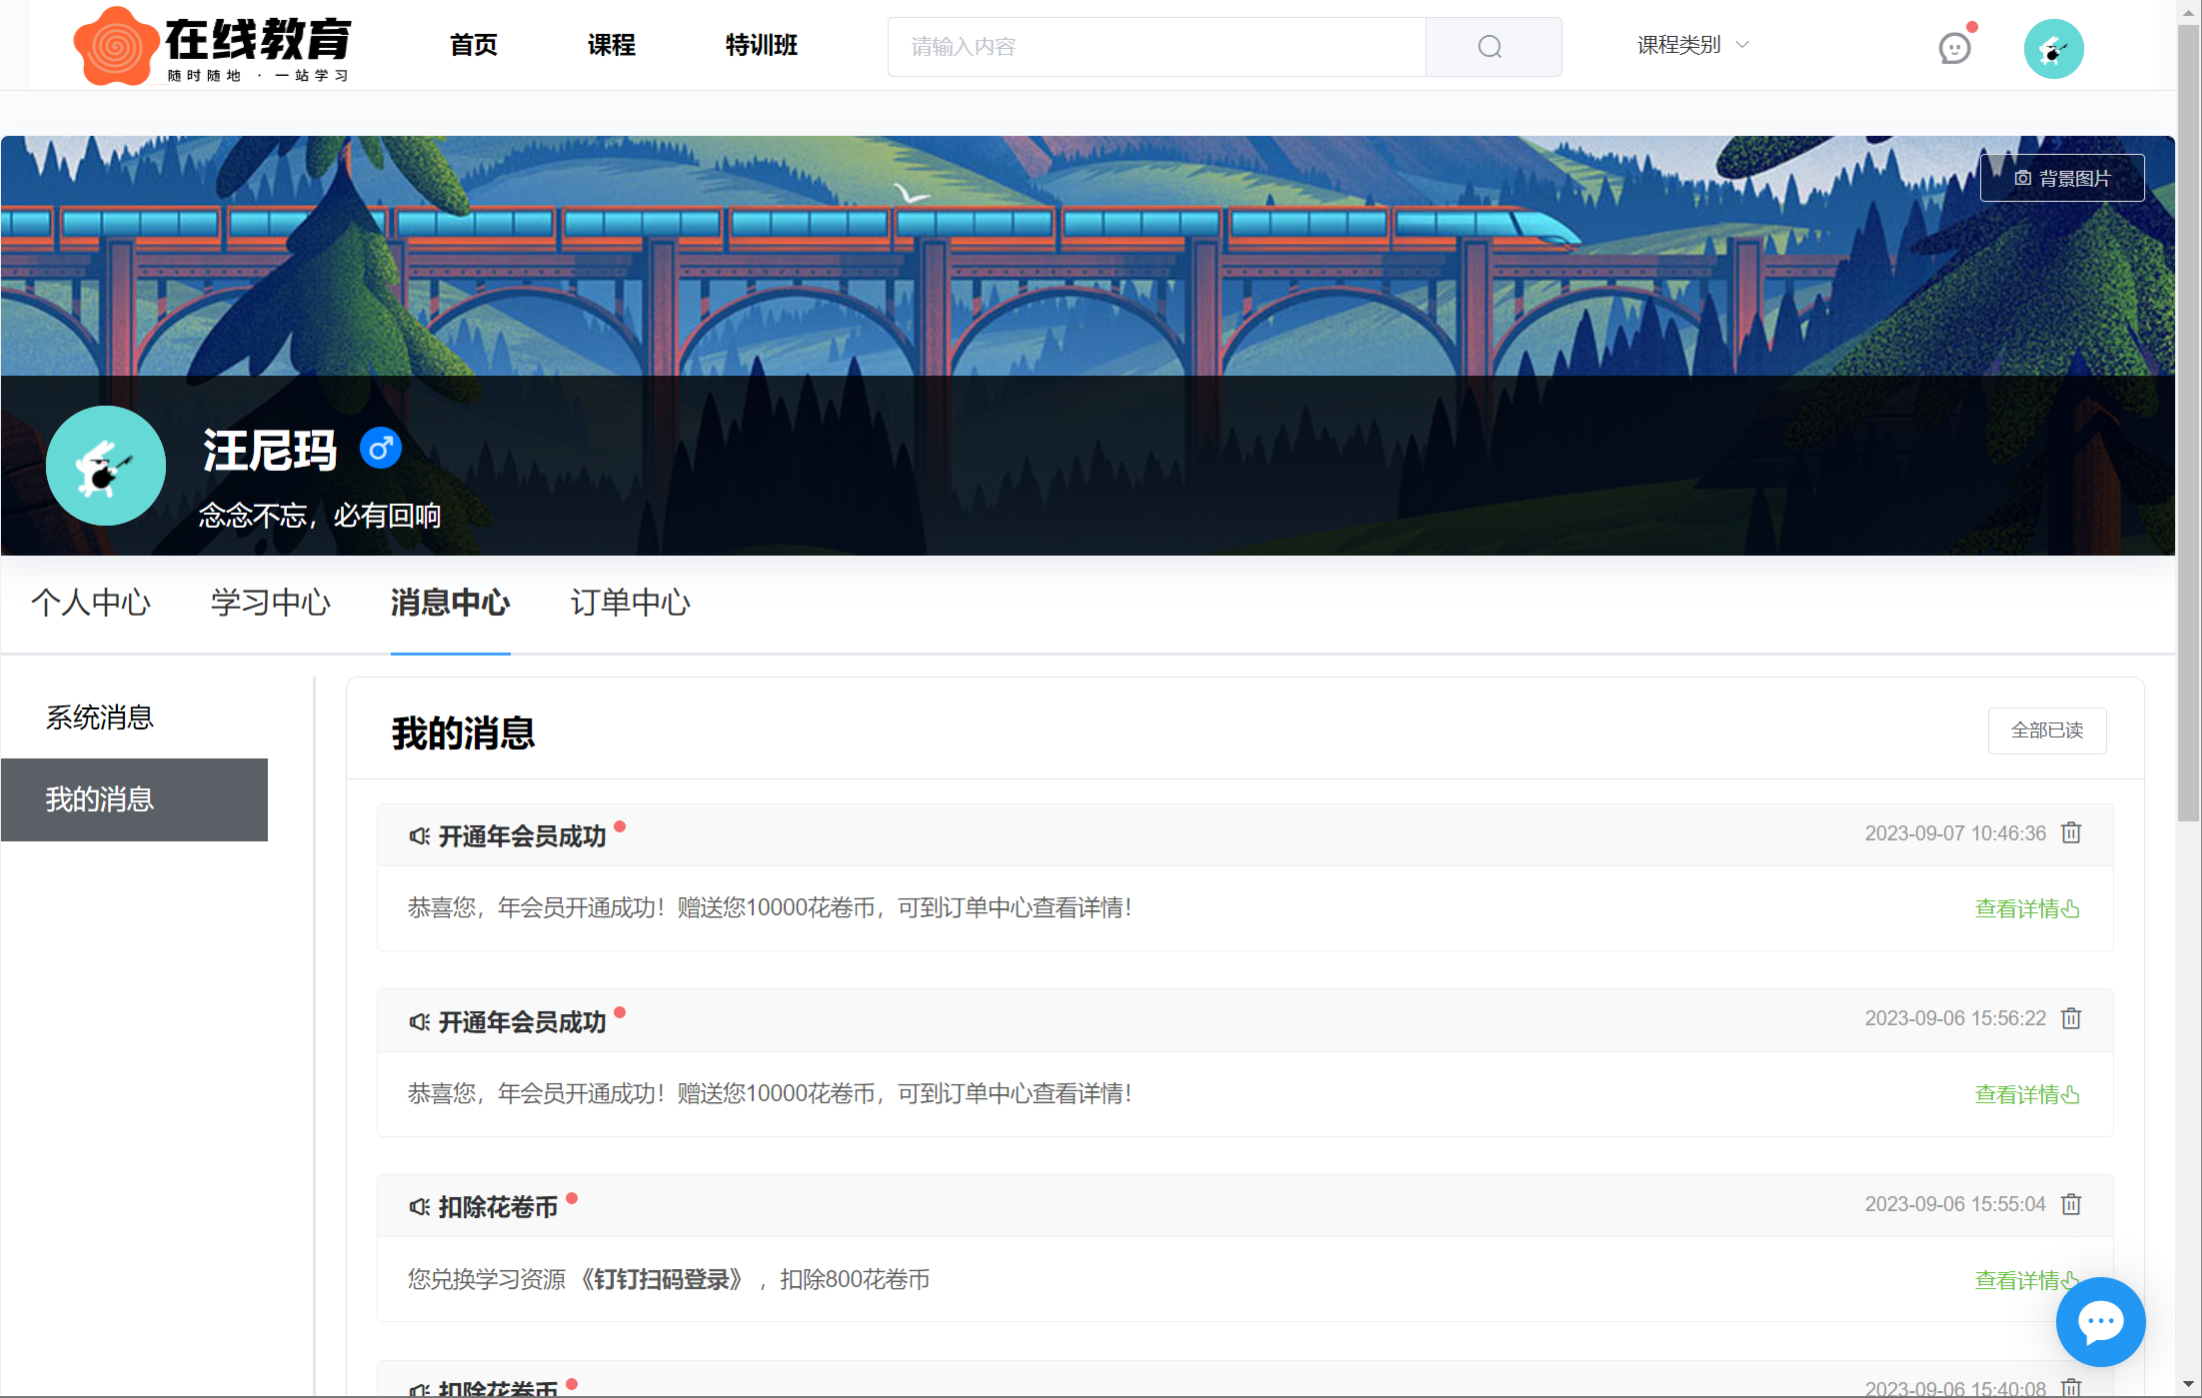 在线教育
随时随地 · 一站学习
首页 课程 特训班 请输入内容 课程类别
背景图片
汪尼玛
念念不忘，必有回响
个人中心 学习中心 消息中心 订单中心
系统消息
我的消息
我的消息 全部已读
开通年会员成功 2023-09-07 10:46:36
恭喜您，年会员开通成功！赠送您10000花卷币，可到订单中心查看详情！ 查看详情
开通年会员成功 2023-09-06 15:56:22
恭喜您，年会员开通成功！赠送您10000花卷币，可到订单中心查看详情！ 查看详情
扣除花卷币 2023-09-06 15:55:04
您兑换学习资源 《钉钉扫码登录》 ，扣除800花卷币 查看详情
扣除花卷币 2023-09-06 15:40:08